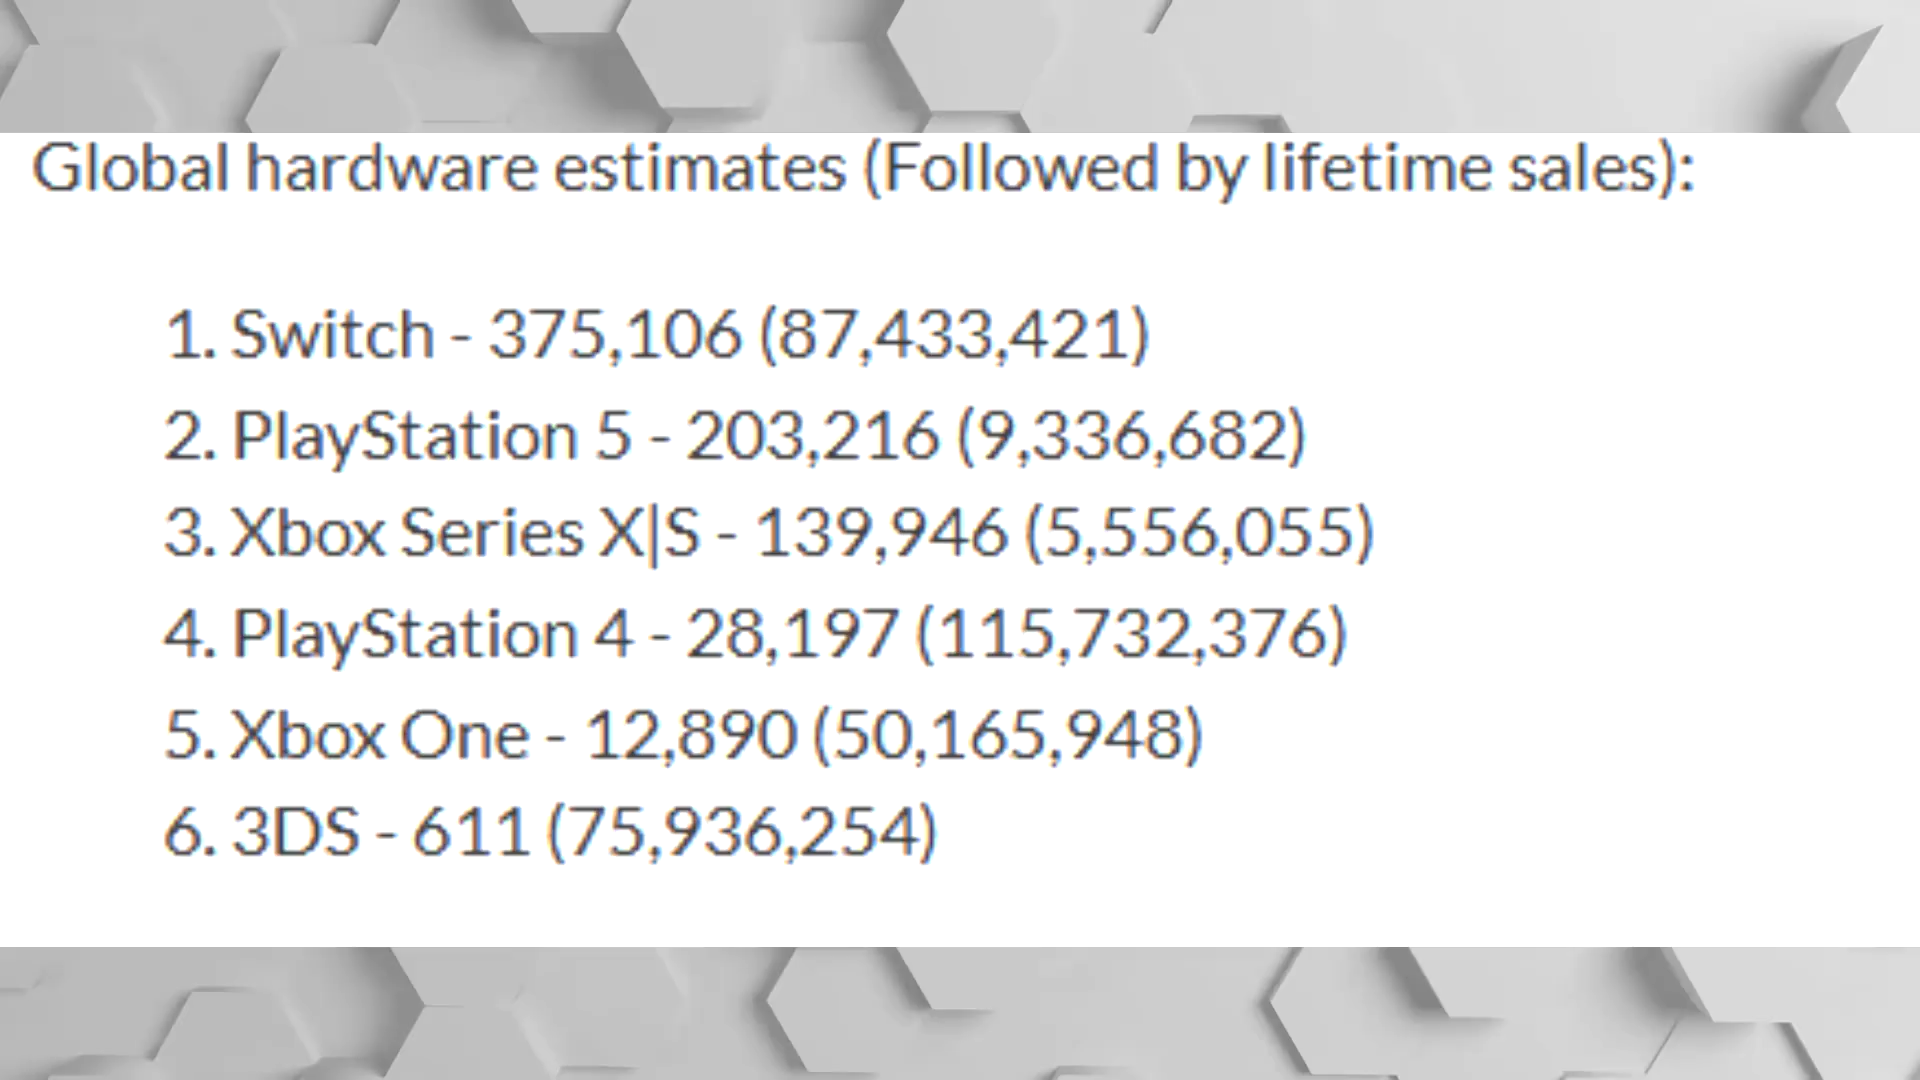 Global hardware estimates (Followed by lifetime sales):
1. Switch - 375,106 (87,433,421)
2. PlayStation 5 - 203,216 (9,336,682)
3. Xbox Series X|S - 139,946 (5,556,055)
4. PlayStation 4 - 28,197 (115,732,376)
5. Xbox One - 12,890 (50,165,948)
6. 3DS - 611 (75,936,254)